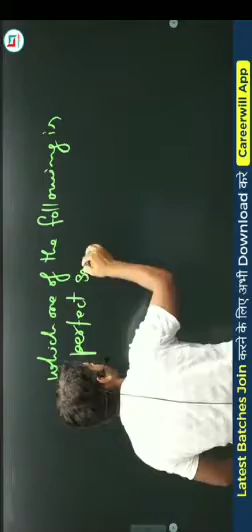 which one of the following is
perfect s
Latest Batches Join करने के लिए अभी Download करे Careerwill App